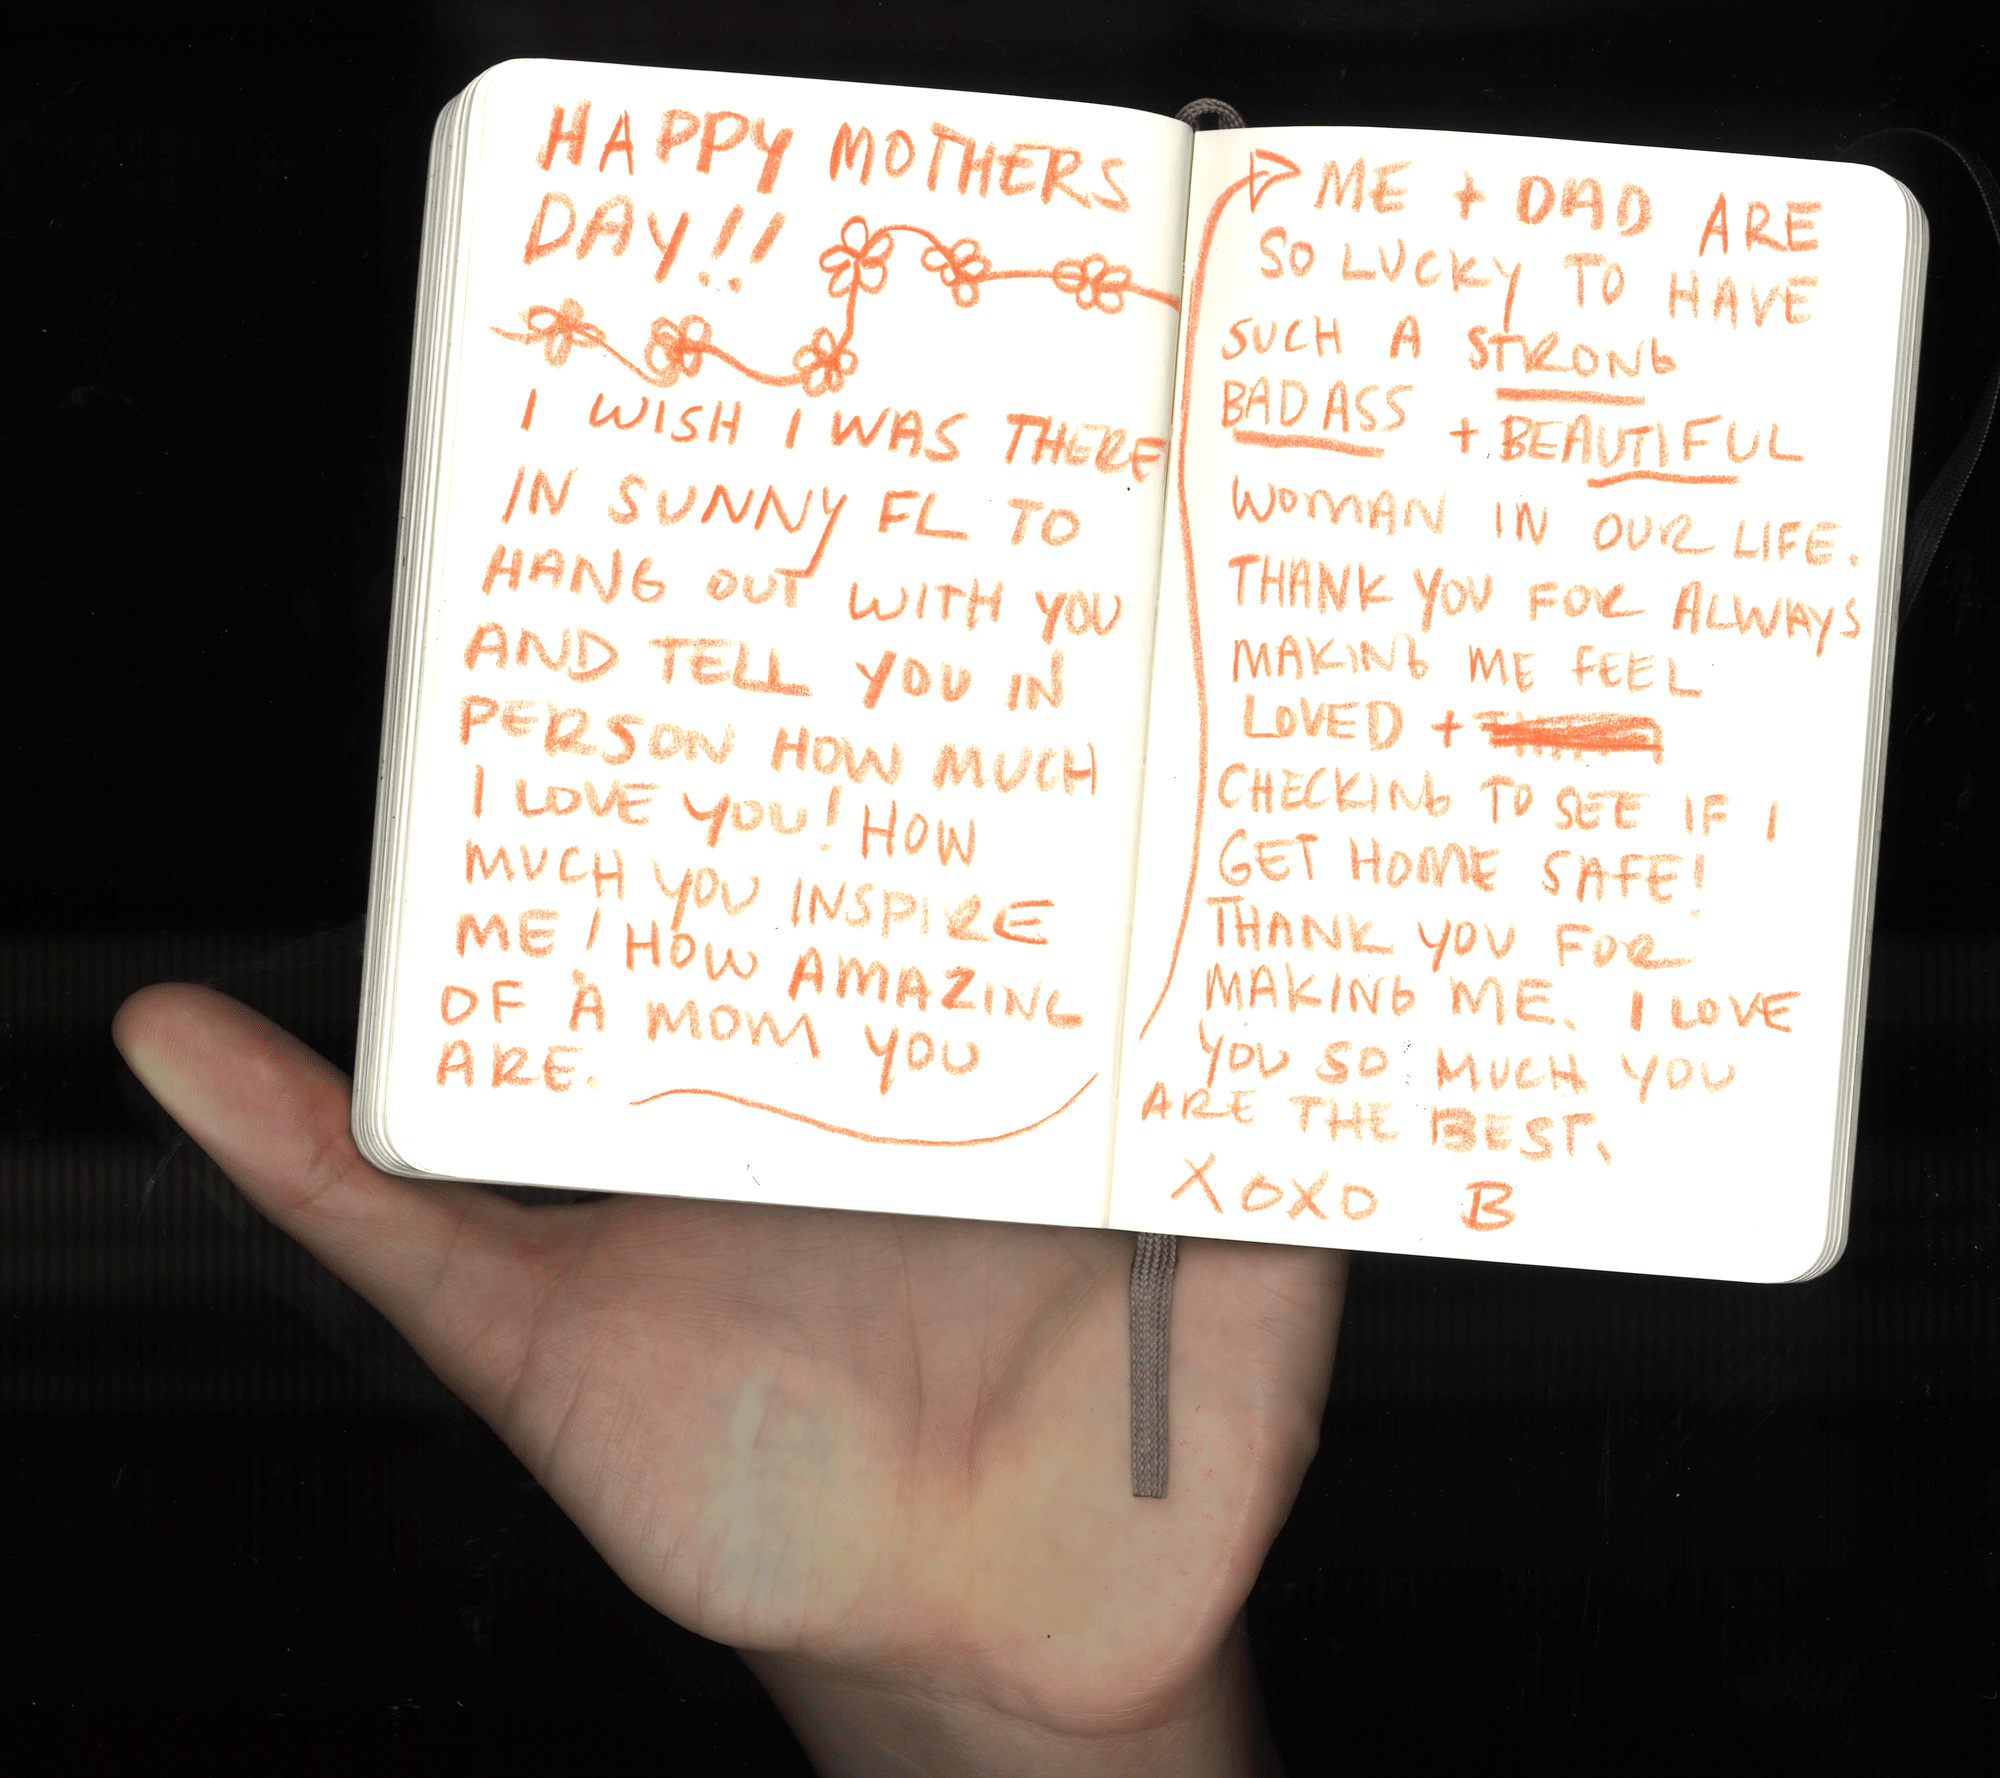 HAPPY MOTHERS
DAY!!
I WISH I WAS THERE
IN SUNNY FL TO
HANG OUT WITH YOU
AND TELL YOU IN
PERSON HOW MUCH
I LOVE YOU! HOW
MUCH YOU INSPIRE
ME! HOW AMAZING
OF A MOM YOU
ARE.
ME + DAD ARE
SO LUCKY TO HAVE
SUCH A STRONG
BADASS + BEAUTIFUL
WOMAN IN OUR LIFE.
THANK YOU FOR ALWAYS
MAKING ME FEEL
LOVED +
CHECKING TO SEE IF I
GET HOME SAFE!
THANK YOU FOR
MAKING ME. I LOVE
YOU SO MUCH YOU
ARE THE BEST.
XOXO B